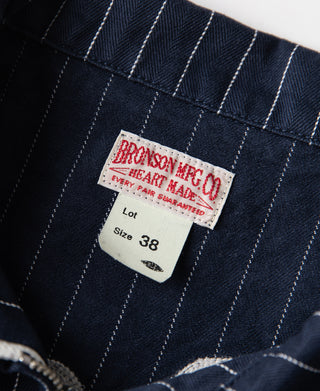 BRONSON MFG. CO
HEART MADE
EVERY PAIR GUARANTEED
Lot
Size 38